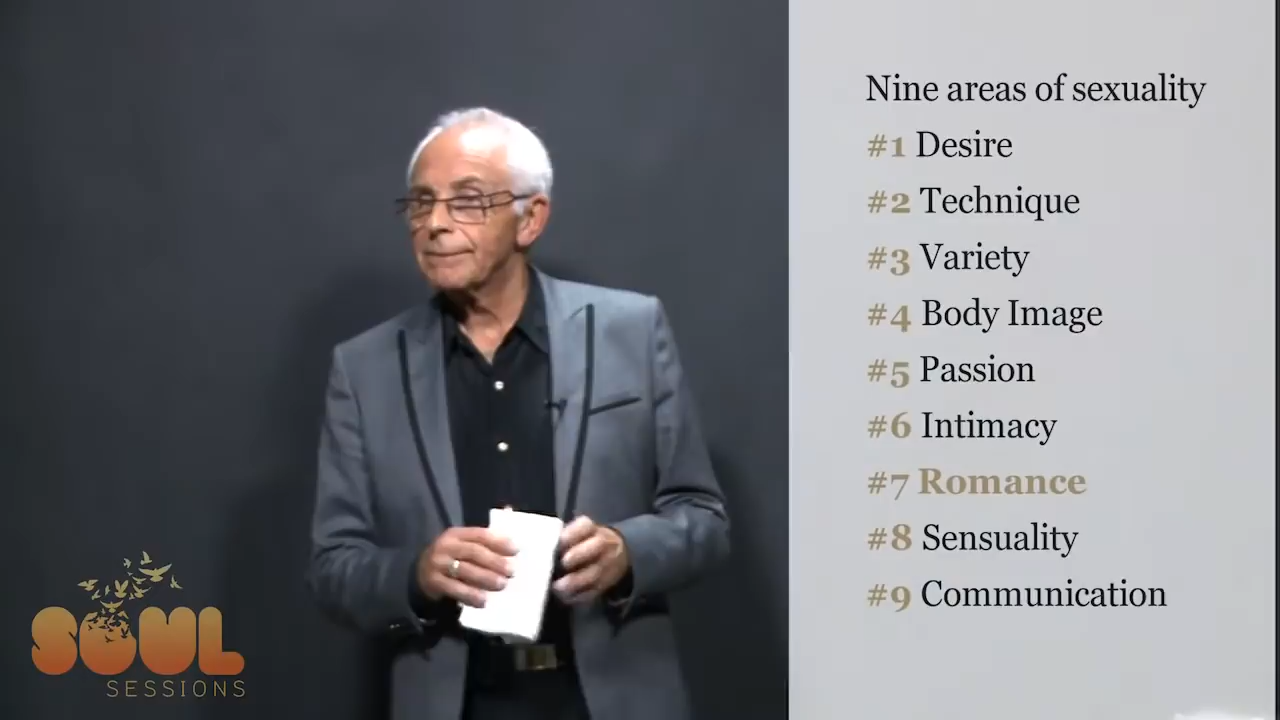 Nine areas of sexuality
#1 Desire
#2 Technique
#3 Variety
#4 Body Image
#5 Passion
#6 Intimacy
#7 Romance
#8 Sensuality
#9 Communication
SOUL
SESSIONS